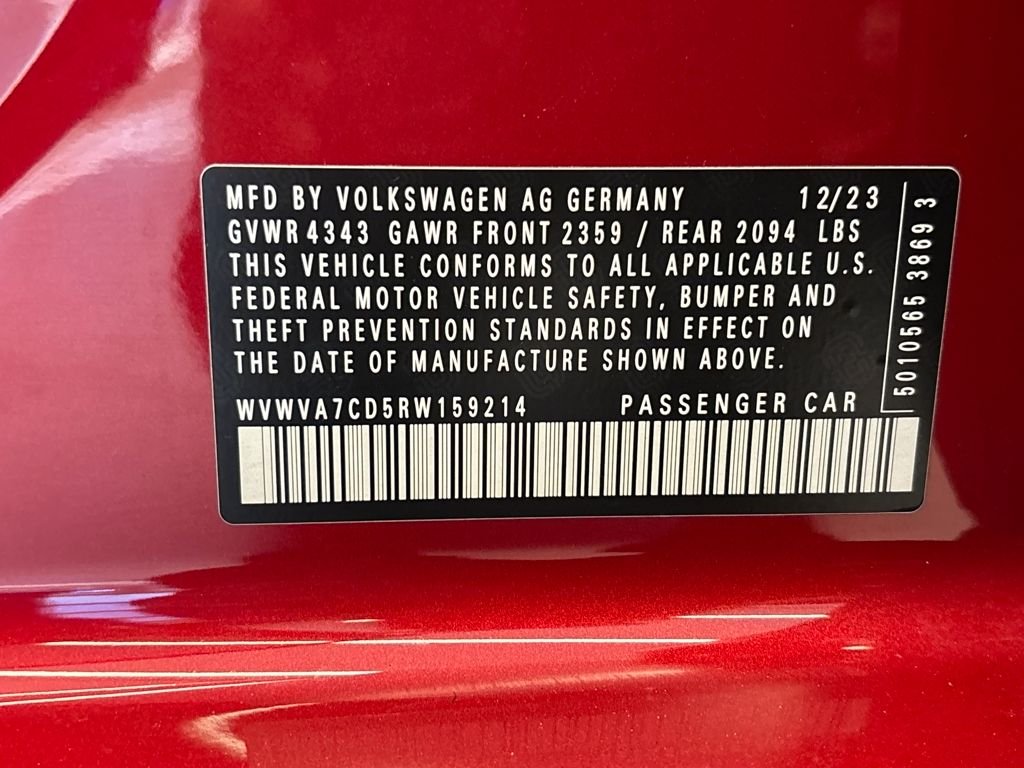 MFD BY VOLKSWAGEN AG GERMANY 12/23
GVWR 4343 GAWR FRONT 2359 / REAR 2094 LBS
THIS VEHICLE CONFORMS TO ALL APPLICABLE U.S.
FEDERAL MOTOR VEHICLE SAFETY, BUMPER AND
THEFT PREVENTION STANDARDS IN EFFECT ON
THE DATE OF MANUFACTURE SHOWN ABOVE.
WVWVA7CD5RW159214 PASSENGER CAR
5010565 3869 3